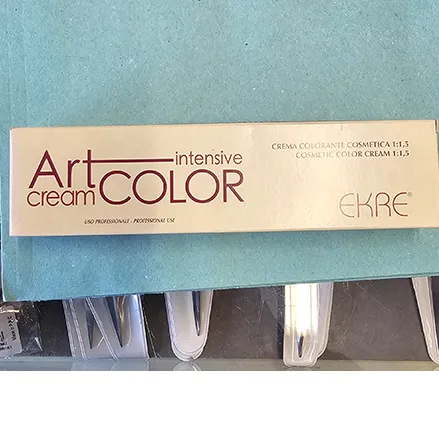 Art intensive
cream COLOR
CREMA COLORANTE COSMETICA 1:1,5
COSMETIC COLOR CREAM 1:1,5
USO PROFESSIONALE - PROFESSIONAL USE
EKRE®